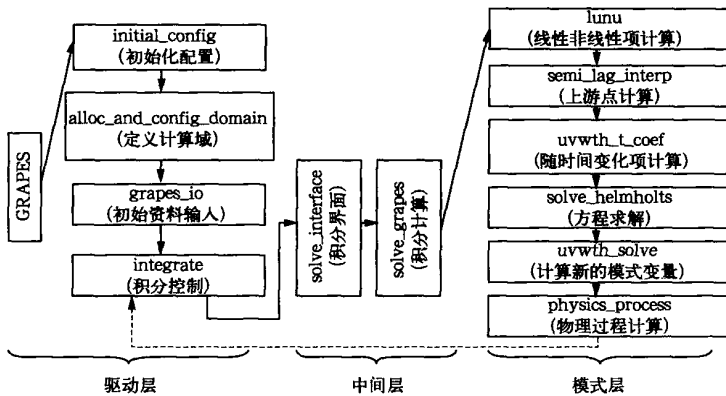 GRAPES
initial_config
(初始化配置)
alloc_and_config_domain
(定义计算域)
grapes_io
(初始资料输入)
integrate
(积分控制)
驱动层
solve_interface
(积分界面)
solve_grapes
(积分计算)
中间层
lunu
(线性非线性项计算)
semi_lag_interp
(上游点计算)
uvwth_t_coef
(随时间变化项计算)
solve_helmholts
(方程求解)
uvwth_solve
(计算新的模式变量)
physics_process
(物理过程计算)
模式层